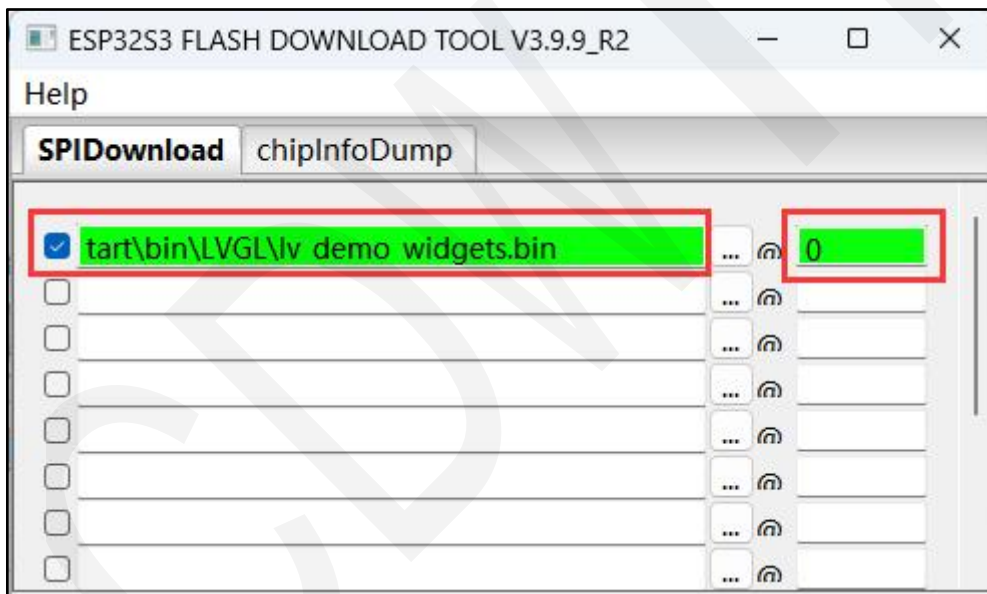 ESP32S3 FLASH DOWNLOAD TOOL V3.9.9_R2
Help
SPIDownload chipInfoDump
tart\bin\LVGL\lv demo widgets.bin ... @ 0
... @
... @
... @
... @
... @
... @
... @